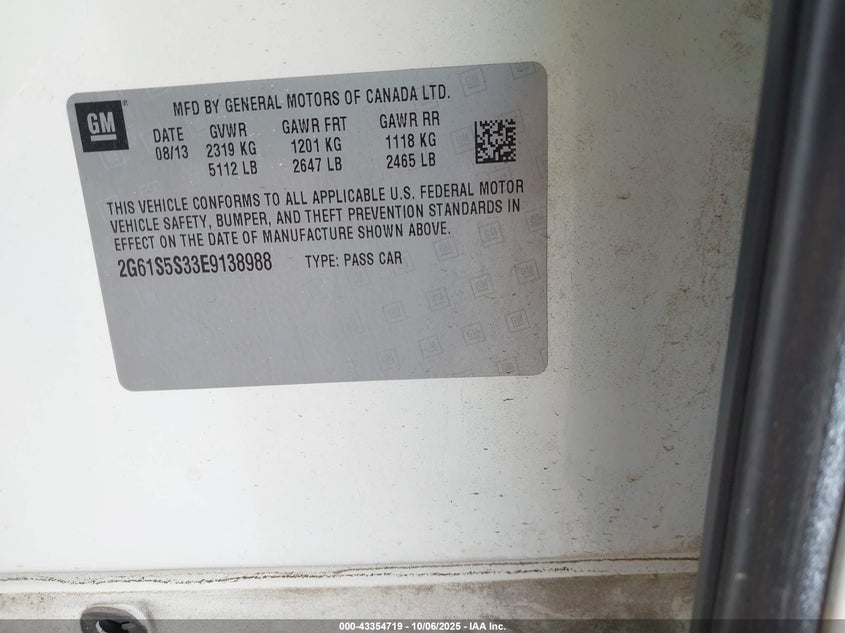 GM
MFD BY GENERAL MOTORS OF CANADA LTD.
DATE GVWR GAWR FRT GAWR RR
08/13 2319 KG 1201 KG 1118 KG
5112 LB 2647 LB 2465 LB
THIS VEHICLE CONFORMS TO ALL APPLICABLE U.S. FEDERAL MOTOR
VEHICLE SAFETY, BUMPER, AND THEFT PREVENTION STANDARDS IN
EFFECT ON THE DATE OF MANUFACTURE SHOWN ABOVE.
2G61S5S33E9138988 TYPE: PASS CAR
000-43354719 - 10/06/2025 - IAA Inc.